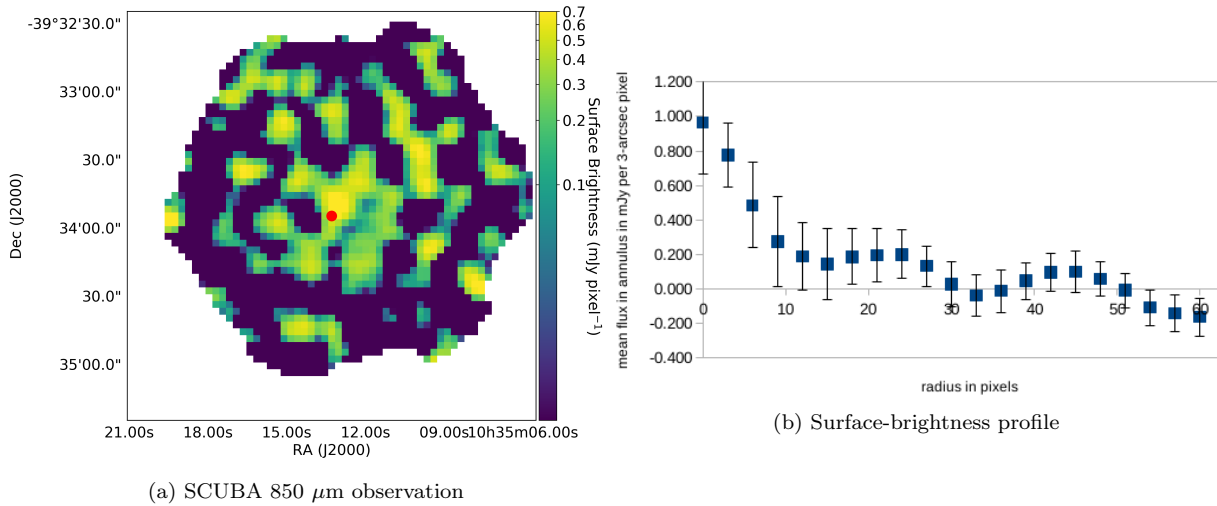 -39°32'30.0"
33'00.0"
30.0"
34'00.0"
30.0"
35'00.0"
Dec (J2000)
21.00s 18.00s 15.00s 12.00s 09.00s10h35m06.00s
RA (J2000)
0.7
0.6
0.5
0.4
0.3
0.2
0.19
Surface Brightness (mJy pixel⁻¹)
(a) SCUBA 850 μm observation
mean flux in annulus in mJy per 3-arcsec pixel
1.200
1.000
0.800
0.600
0.400
0.200
0.000
-0.200
-0.400
0 10 20 30 40 50 60
radius in pixels
(b) Surface-brightness profile